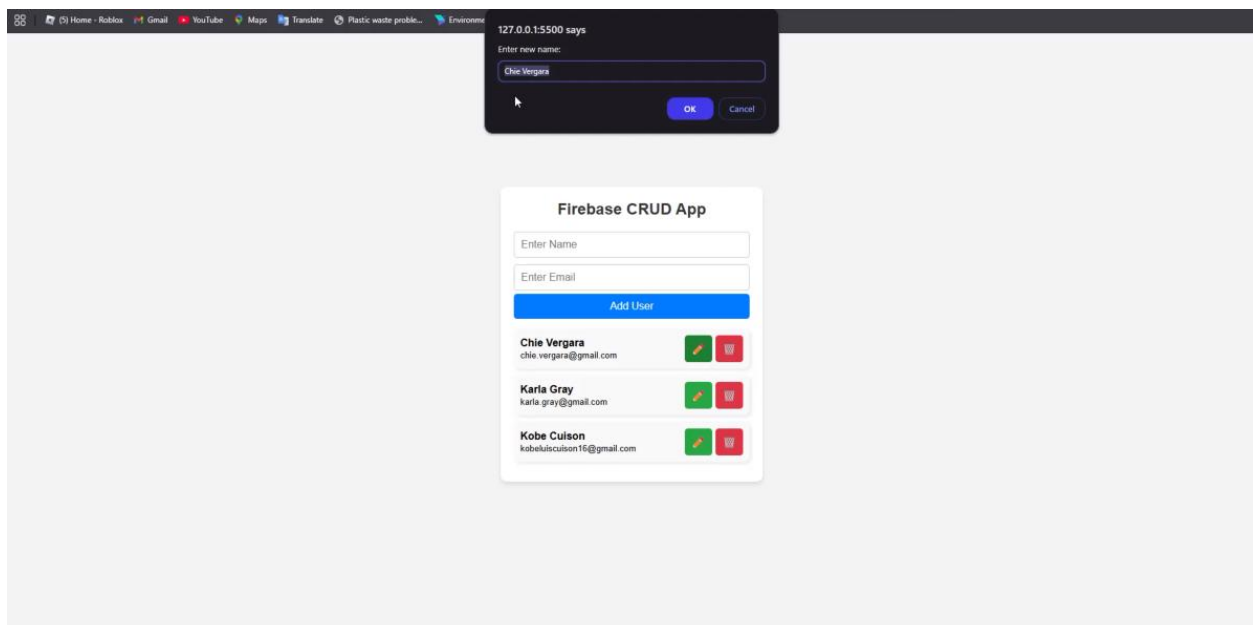 (5) Home - Roblox Gmail YouTube Maps Translate Plastic waste proble... Environme
127.0.0.1:5500 says
Enter new name:
Chie Vergara
OK Cancel
Firebase CRUD App
Enter Name
Enter Email
Add User
Chie Vergara
chie.vergara@gmail.com
Karla Gray
karla.gray@gmail.com
Kobe Cuison
kobeluiscuison16@gmail.com